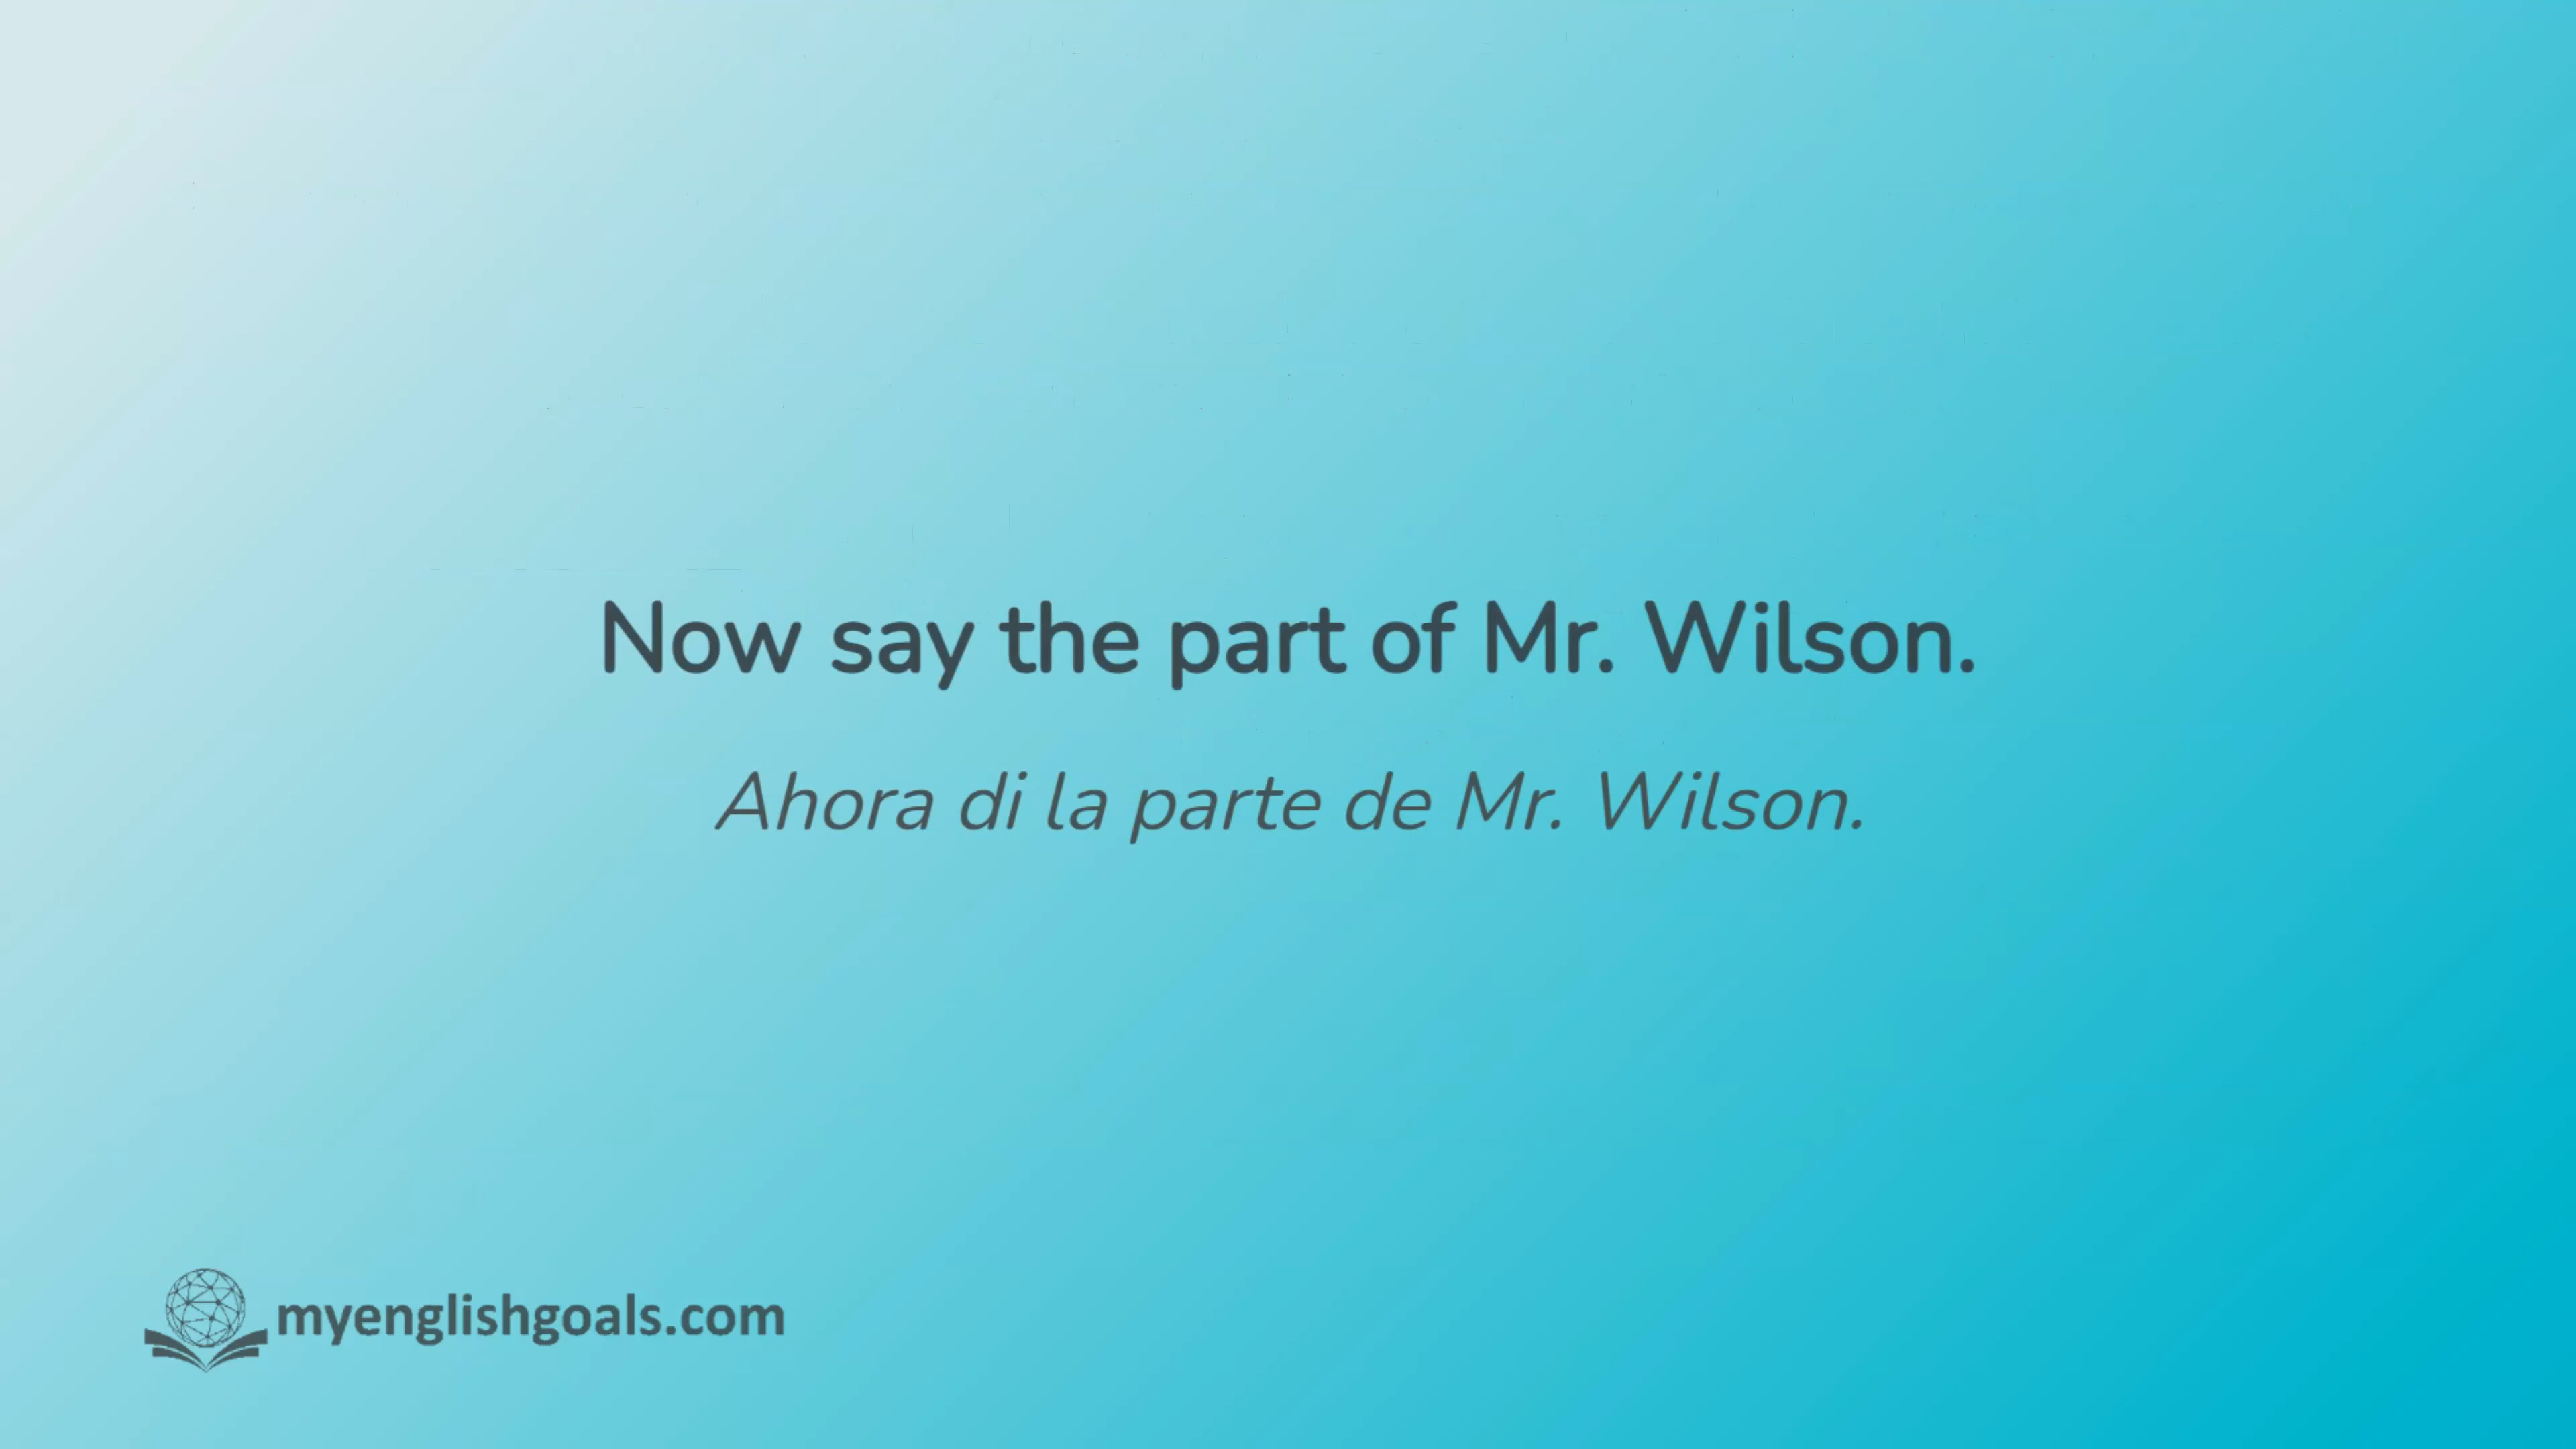 Now say the part of Mr. Wilson.
Ahora di la parte de Mr. Wilson.
myenglishgoals.com